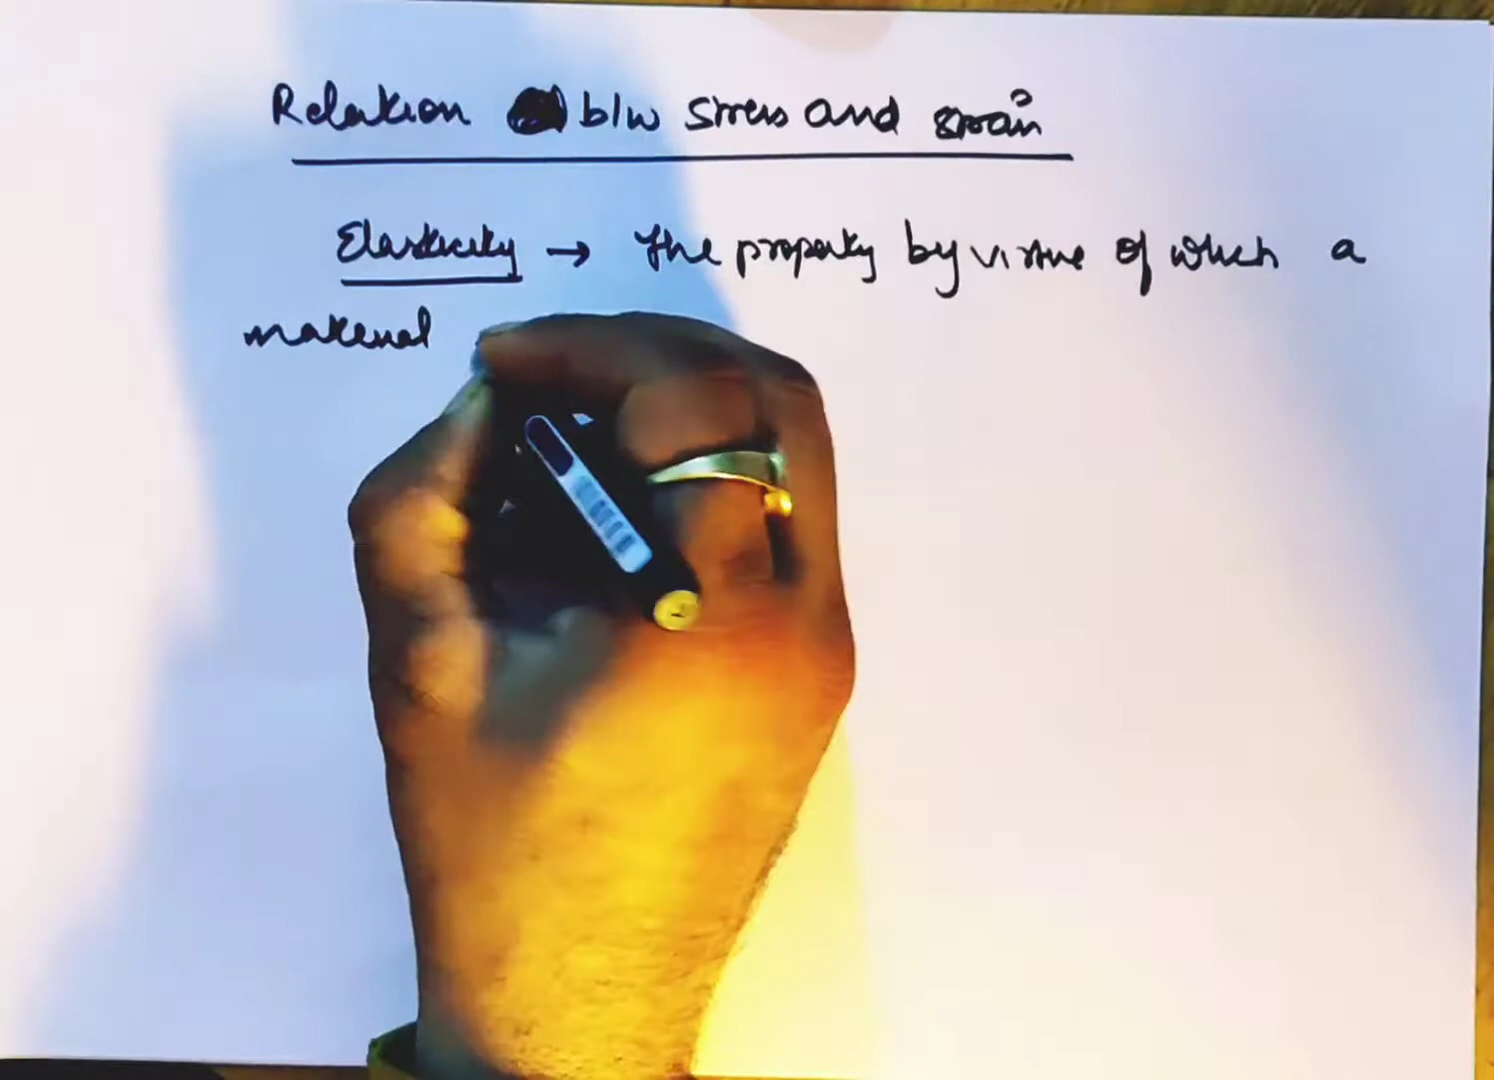 Relation b/w stress and strain
Elasticity → The property by virtue of which a
material